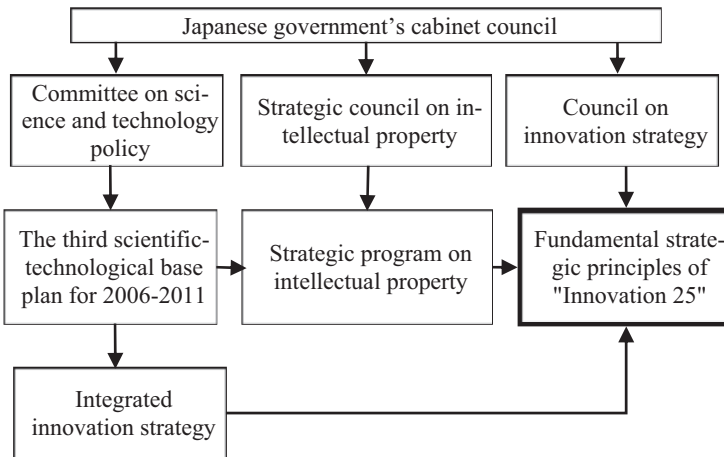 Japanese government's cabinet council
Committee on sci-
ence and technology
policy
Strategic council on in-
tellectual property
Council on
innovation strategy
The third scientific-
technological base
plan for 2006-2011
Strategic program on
intellectual property
Fundamental strate-
gic principles of
"Innovation 25"
Integrated
innovation strategy